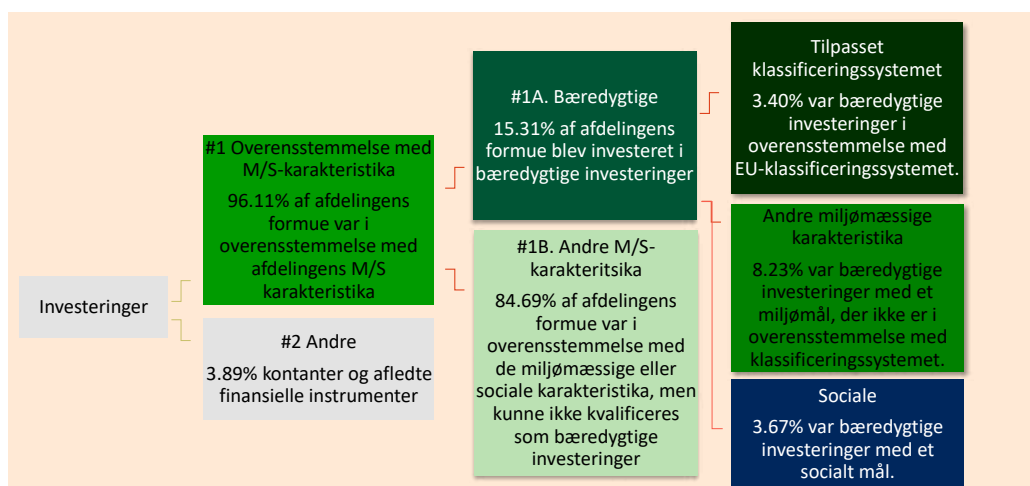 Investeringer
#1 Overensstemmelse med
M/S-karakteristika
96.11% af afdelingens
formue var i
overensstemmelse med
afdelingens M/S
karakteristika
#2 Andre
3.89% kontanter og afledte
finansielle instrumenter
#1A. Bæredygtige
15.31% af afdelingens
formue blev investeret i
bæredygtige investeringer
#1B. Andre M/S-
karakteritsika
84.69% af afdelingens
formue var i
overensstemmelse med
de miljømæssige eller
sociale karakteristika, men
kunne ikke kvalificeres
som bæredygtige
investeringer
Tilpasset
klassificeringssystemet
3.40% var bæredygtige
investeringer i
overensstemmelse med
EU-klassificeringssystemet.
Andre miljømæssige
karakteristika
8.23% var bæredygtige
investeringer med et
miljømål, der ikke er i
overensstemmelse med
klassificeringssystemet.
Sociale
3.67% var bæredygtige
investeringer med et
socialt mål.